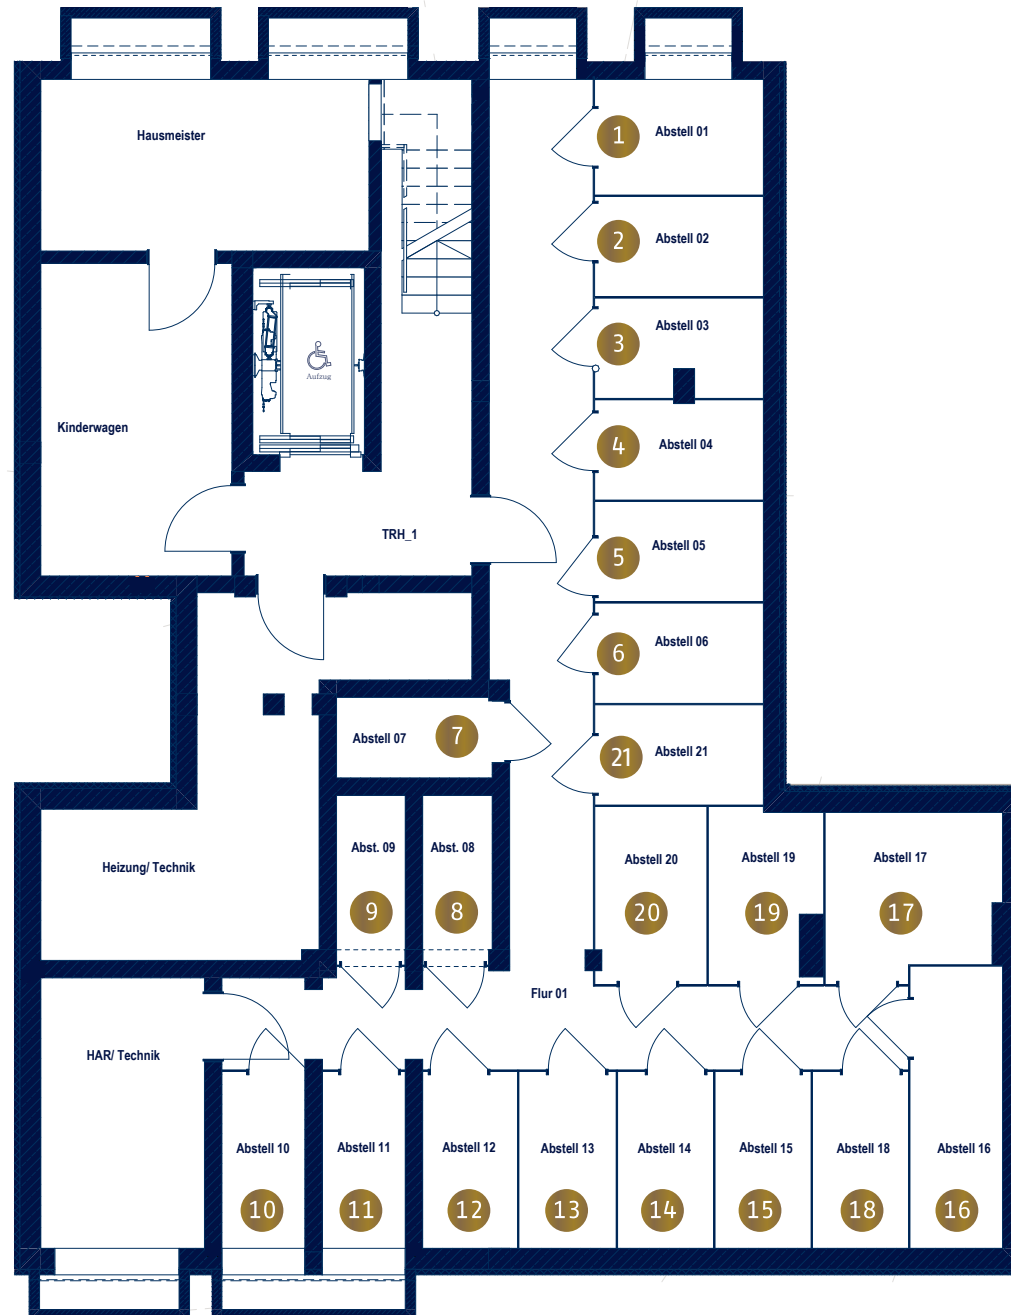 Hausmeister
1
Abstell 01
2
Abstell 02
3
Abstell 03
Aufzug
Kinderwagen
4
Abstell 04
TRH_1
5
Abstell 05
6
Abstell 06
Abstell 07
7
21
Abstell 21
Abst. 09
Abst. 08
Abstell 20
Abstell 19
Abstell 17
Heizung/ Technik
9
8
20
19
17
Flur 01
HAR/ Technik
Abstell 10
Abstell 11
Abstell 12
Abstell 13
Abstell 14
Abstell 15
Abstell 18
Abstell 16
10
11
12
13
14
15
18
16